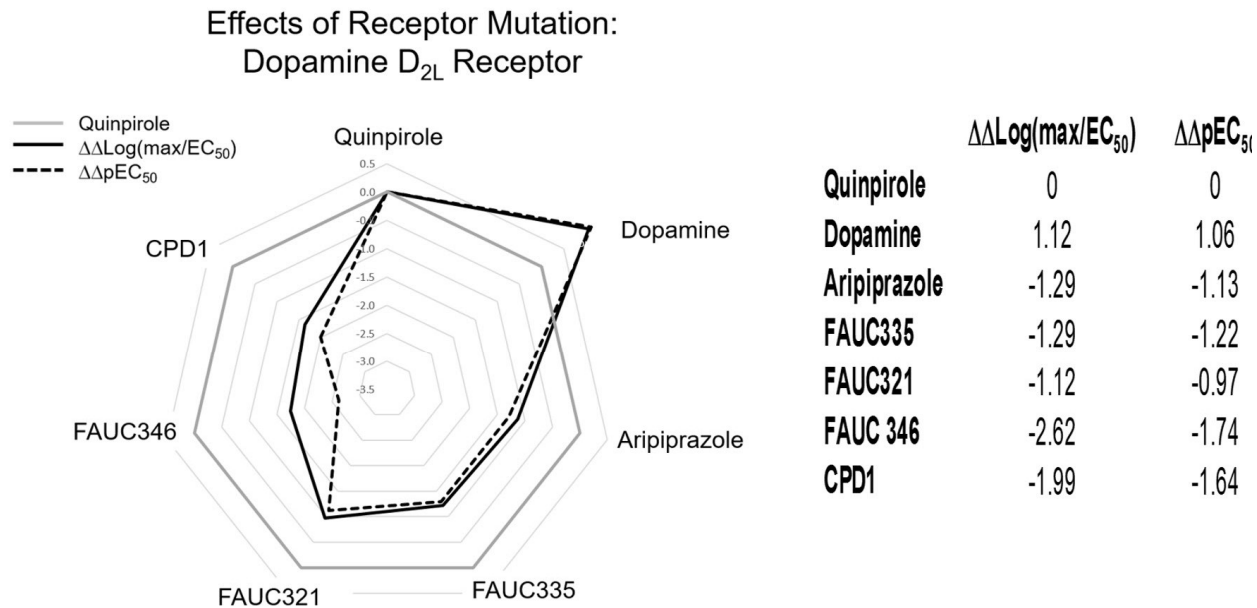 Effects of Receptor Mutation:
Dopamine D2L Receptor
Quinpirole
ΔΔLog(max/EC50)
ΔΔpEC50
Quinpirole
Dopamine
Aripiprazole
FAUC335
FAUC321
FAUC346
CPD1
0.5
0.0
-1.0
-1.5
-2.5
-2.5
-3.0
-3.5
ΔΔLog(max/EC50) ΔΔpEC50
Quinpirole 0 0
Dopamine 1.12 1.06
Aripiprazole -1.29 -1.13
FAUC335 -1.29 -1.22
FAUC321 -1.12 -0.97
FAUC 346 -2.62 -1.74
CPD1 -1.99 -1.64